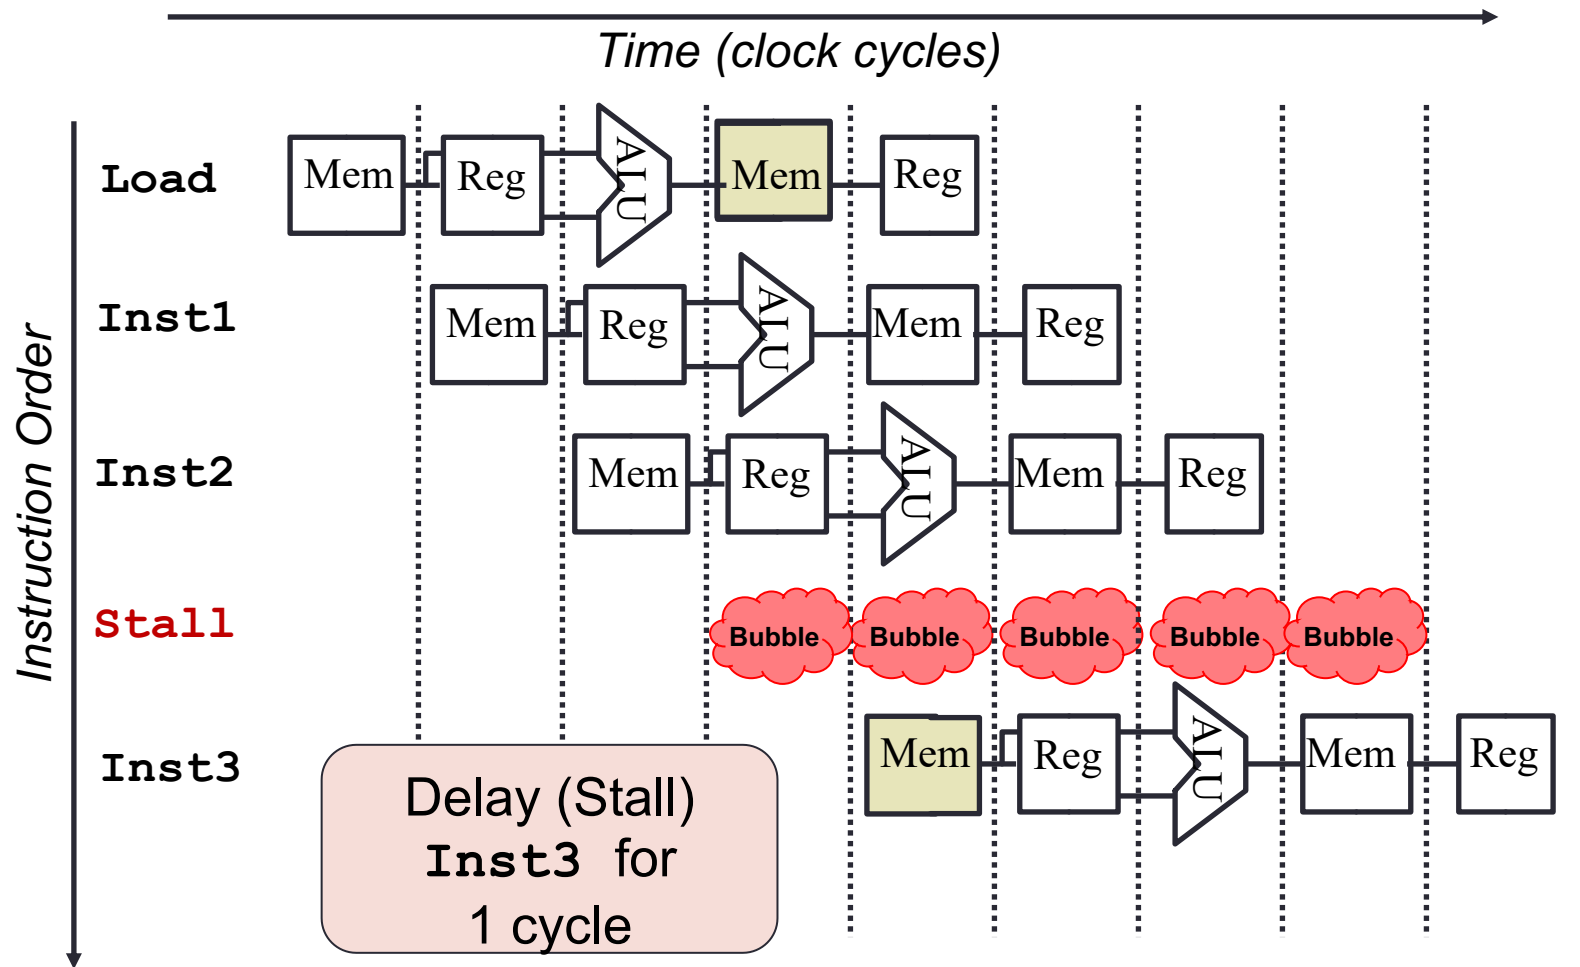 Time (clock cycles)
Instruction Order
Load Mem Reg ALU Mem Reg
Inst1 Mem Reg ALU Mem Reg
Inst2 Mem Reg ALU Mem Reg
Stall Bubble Bubble Bubble Bubble Bubble
Inst3 Mem Reg ALU Mem Reg
Delay (Stall)
Inst3 for
1 cycle